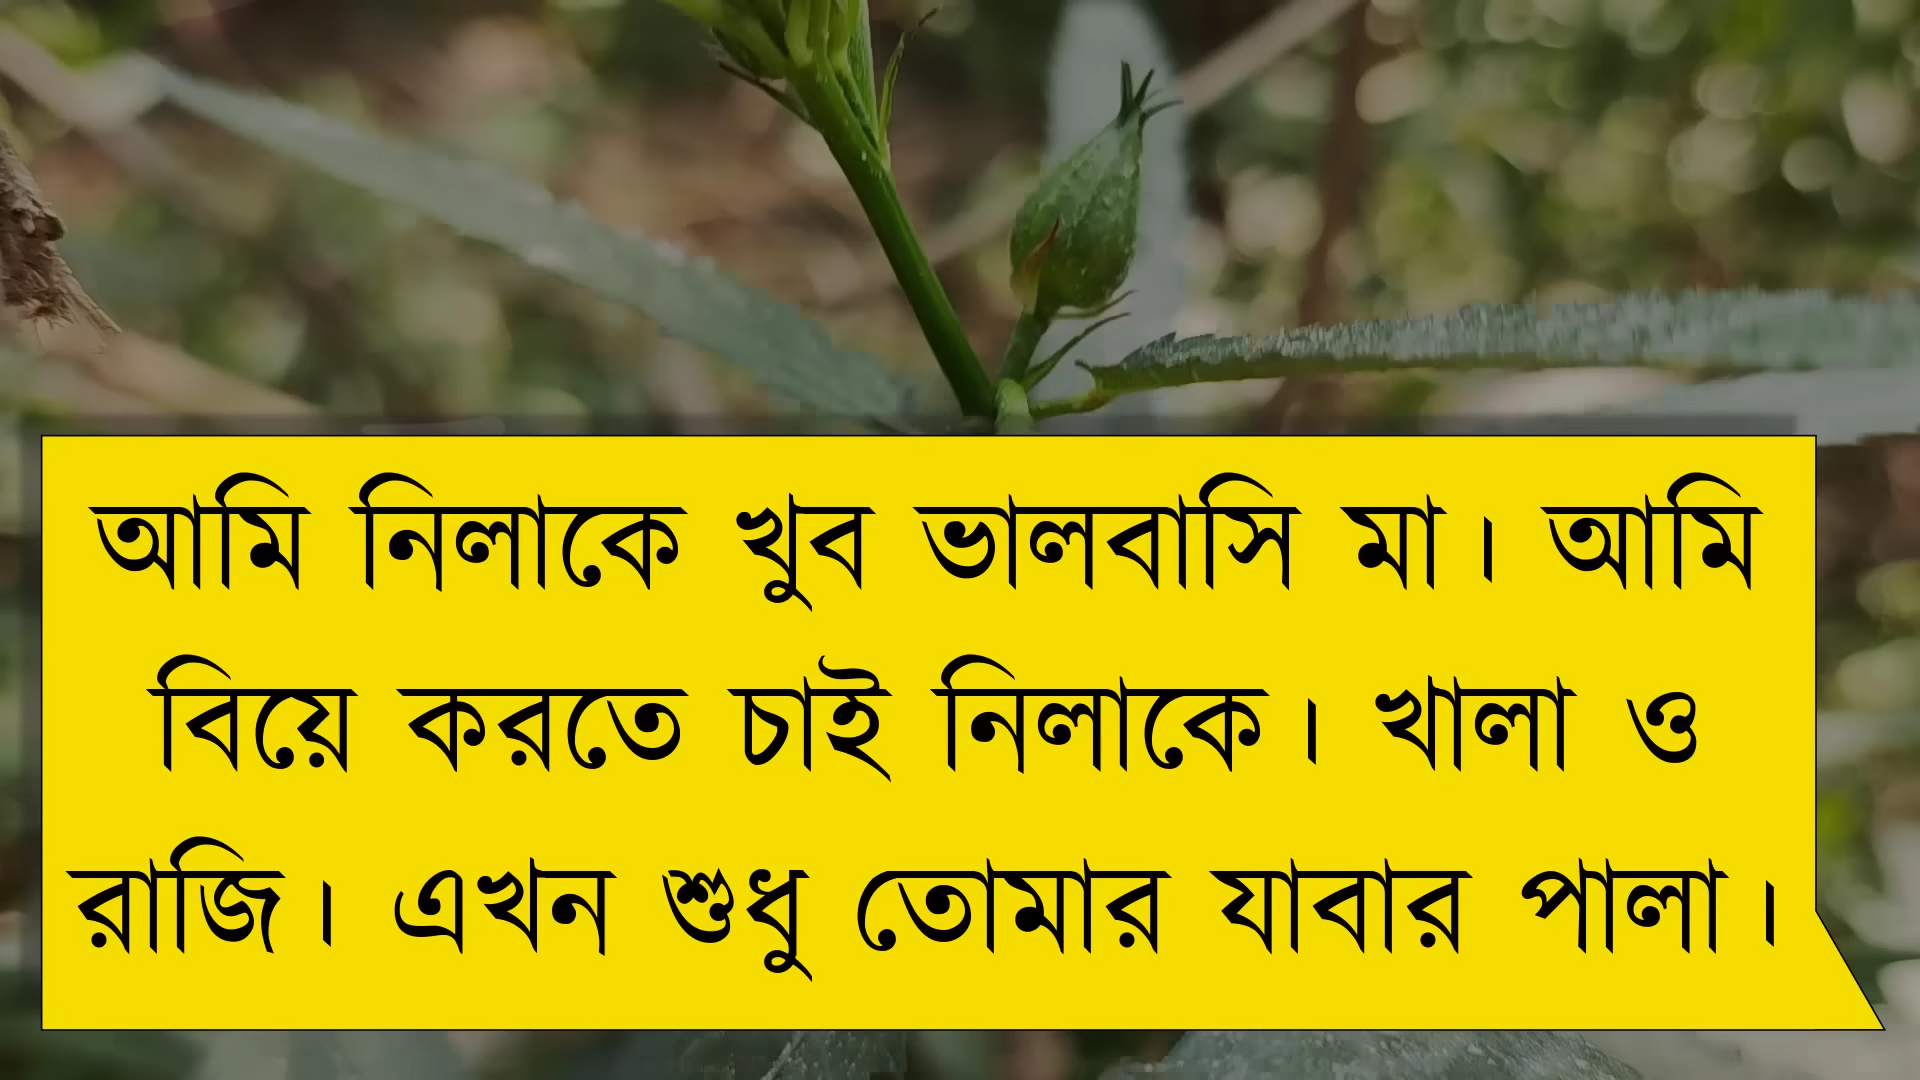 আমি নিলাকে খুব ভালবাসি মা। আমি
বিয়ে করতে চাই নিলাকে। খালা ও
রাজি। এখন শুধু তোমার যাবার পালা।